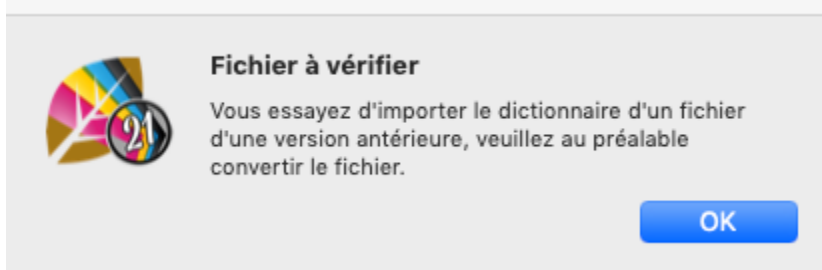 Fichier à vérifier
Vous essayez d'importer le dictionnaire d'un fichier
d'une version antérieure, veuillez au préalable
convertir le fichier.
21
OK